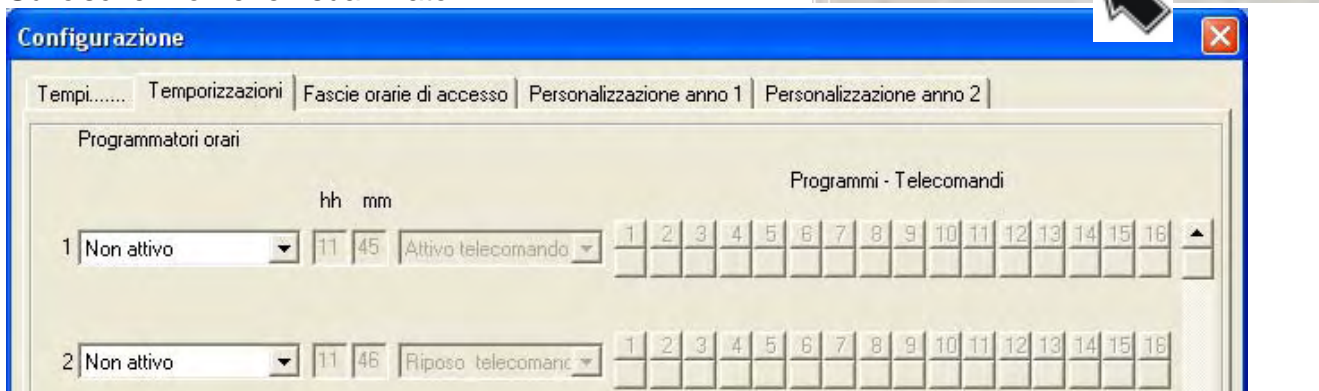 Configurazione
Tempi....... Temporizzazioni Fascie orarie di accesso Personalizzazione anno 1 Personalizzazione anno 2
Programmatori orari
Programmi - Telecomandi
hh mm
1 Non attivo 11 45 Attivo telecomando 1 2 3 4 5 6 7 8 9 10 11 12 13 14 15 16
2 Non attivo 11 46 Riposo telecomanc 1 2 3 4 5 6 7 8 9 10 11 12 13 14 15 16